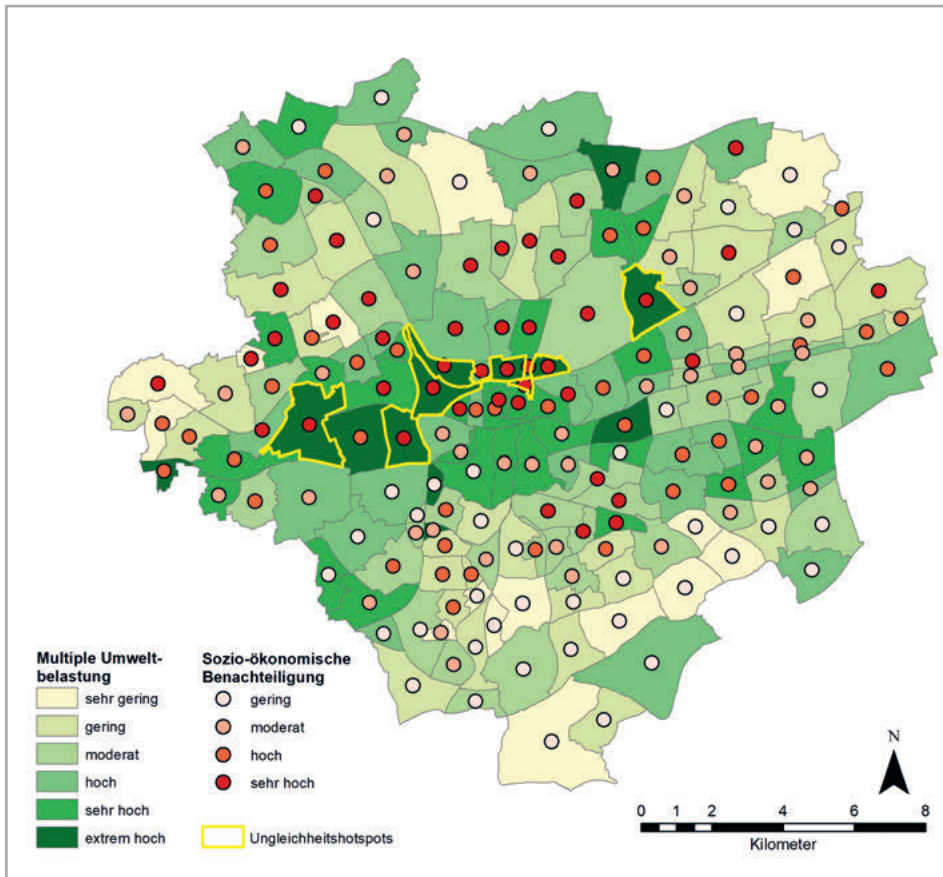 Multiple Umwelt-
belastung
sehr gering
gering
moderat
hoch
sehr hoch
extrem hoch
Sozio-ökonomische
Benachteiligung
gering
moderat
hoch
sehr hoch
Ungleichheitshotspots
N
0 1 2 4 6 8
Kilometer